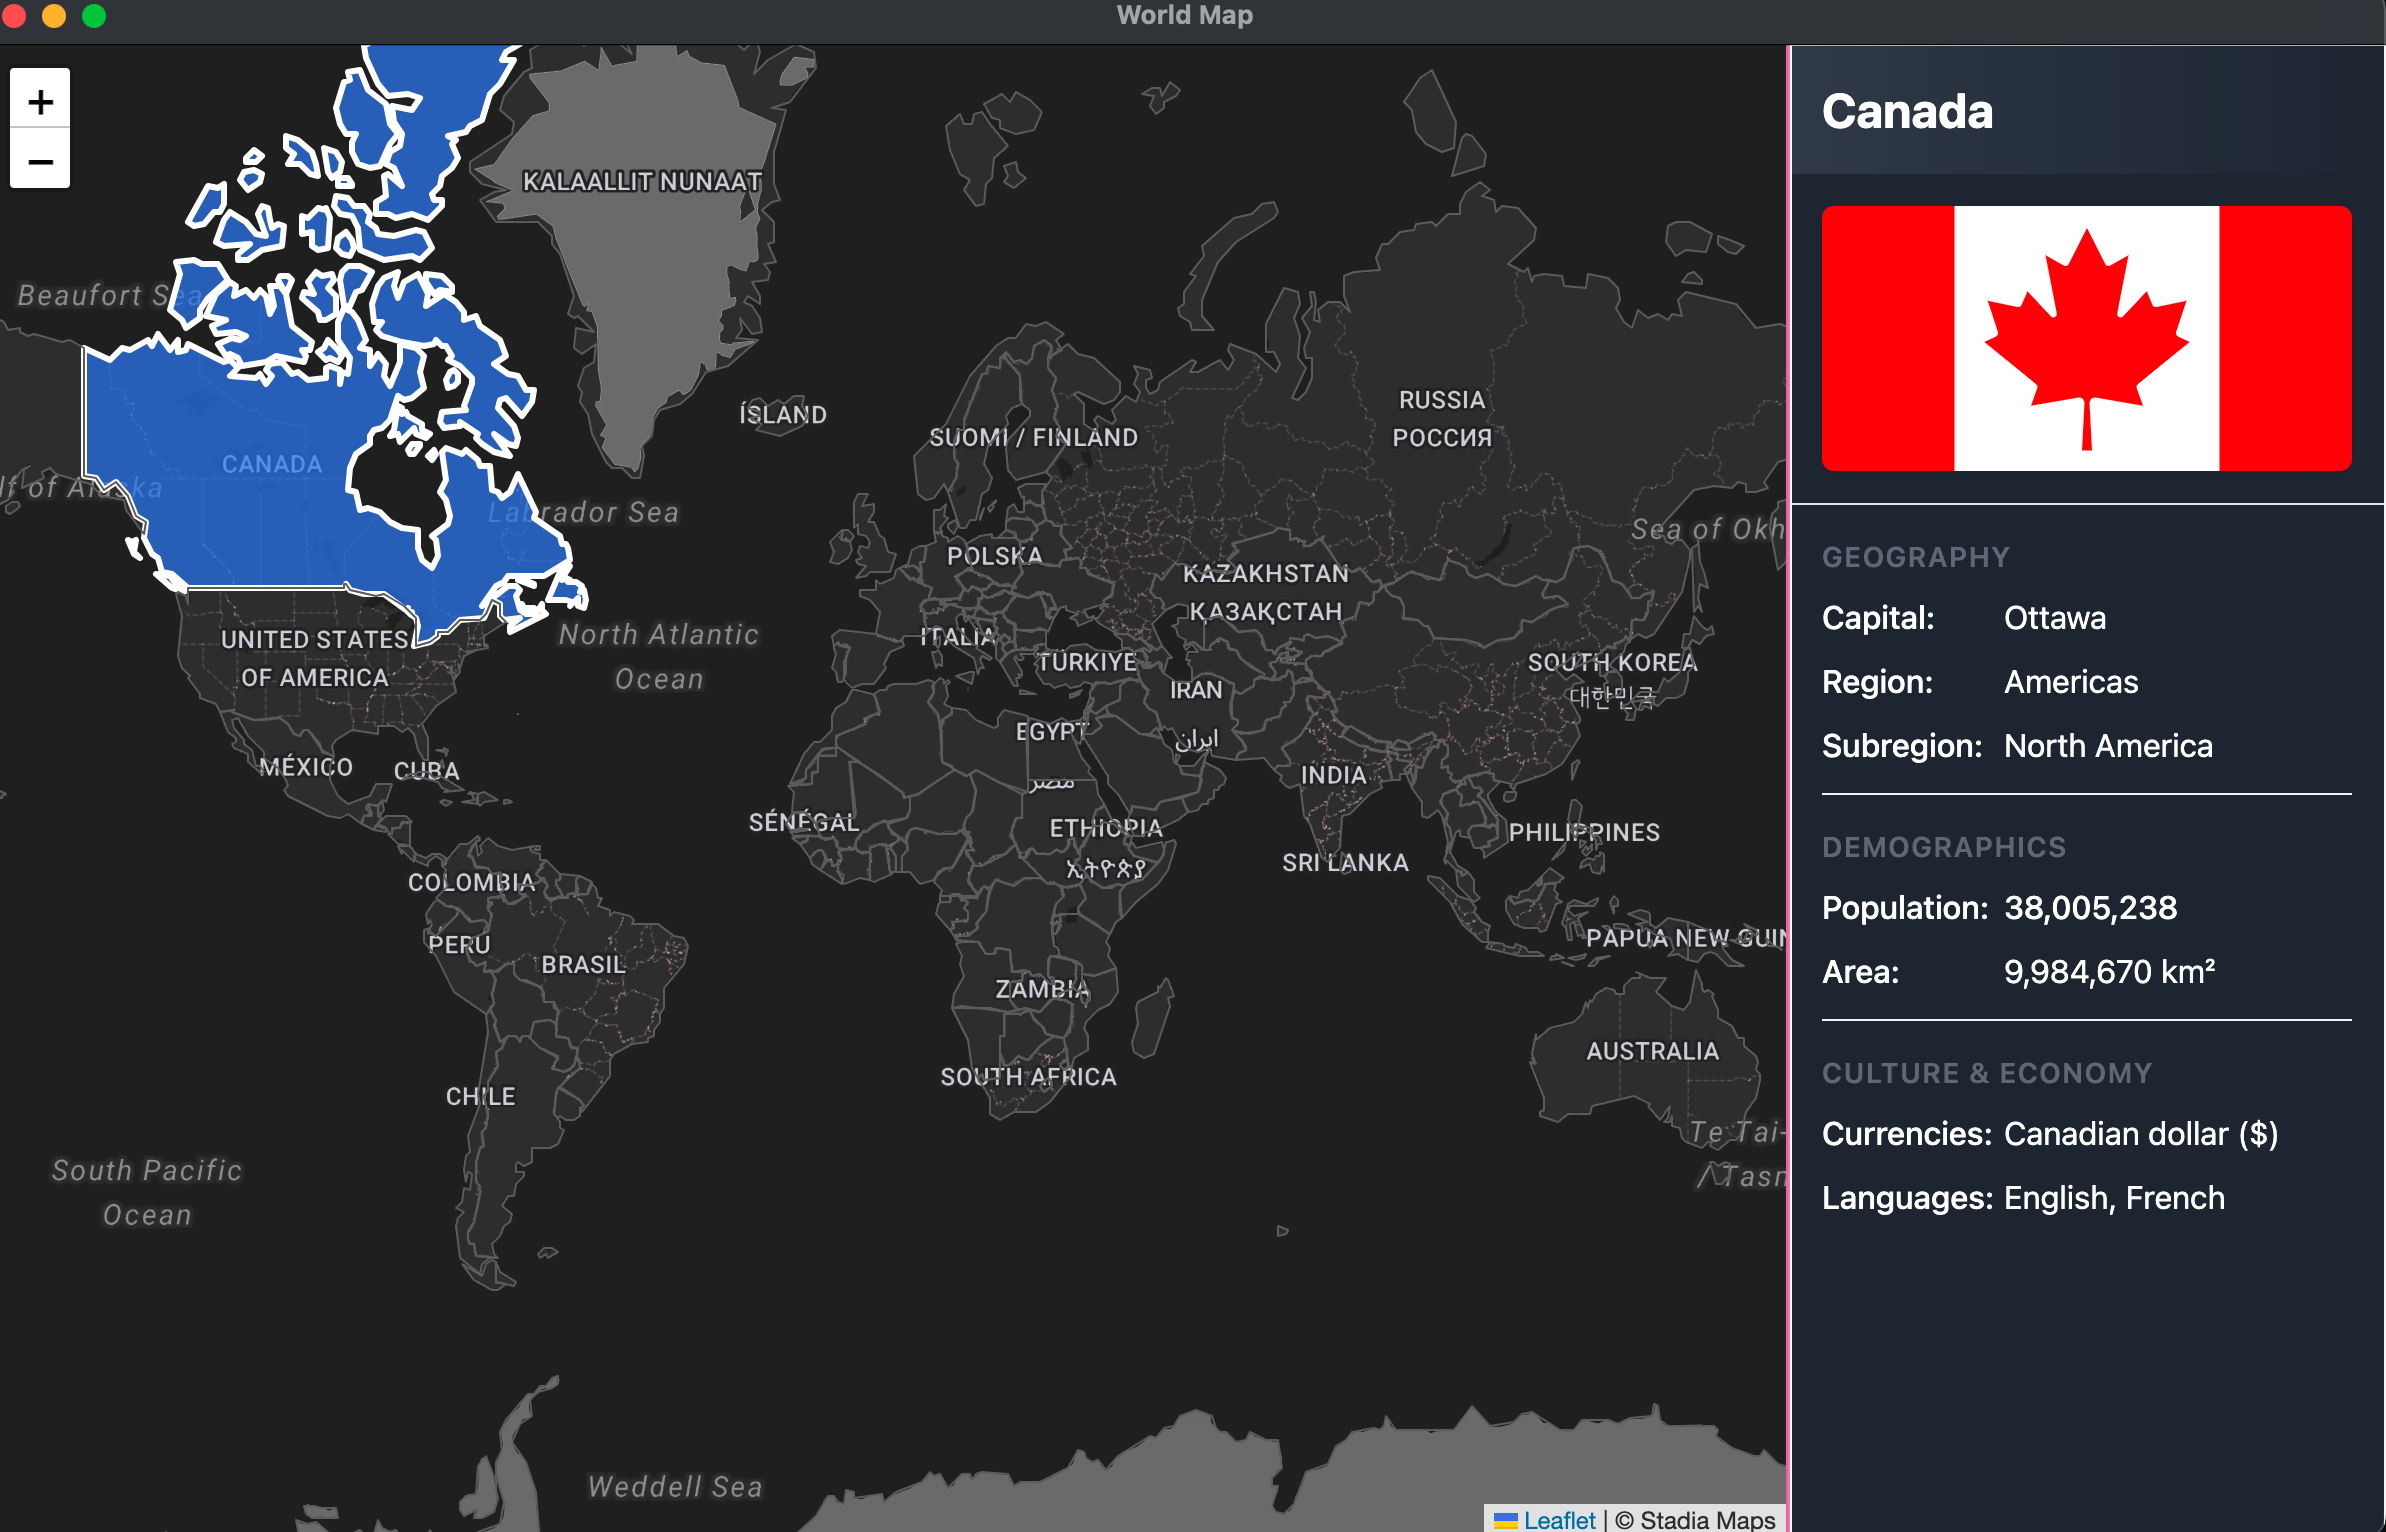 World Map
+
−
KALAALLIT NUNAAT
Beaufort Sea
ÍSLAND
RUSSIA
РОССИЯ
SUOMI / FINLAND
CANADA
lf of Alaska
Labrador Sea
Sea of Okh
POLSKA
KAZAKHSTAN
ҚАЗАҚСТАН
UNITED STATES
OF AMERICA
North Atlantic
Ocean
ITALIA
TÜRKIYE
SOUTH KOREA
대한민국
IRAN
ایران
EGYPT
مصر
MÉXICO
CUBA
INDIA
SÉNÉGAL
ETHIOPIA
ኢትዮጵያ
PHILIPPINES
SRI LANKA
COLOMBIA
PERU
BRASIL
PAPUA NEW GUIN
ZAMBIA
AUSTRALIA
SOUTH AFRICA
CHILE
Te Tai-
/ Tasn
South Pacific
Ocean
Weddell Sea
Leaflet | © Stadia Maps
Canada
GEOGRAPHY
Capital: Ottawa
Region: Americas
Subregion: North America
DEMOGRAPHICS
Population: 38,005,238
Area: 9,984,670 km²
CULTURE & ECONOMY
Currencies: Canadian dollar ($)
Languages: English, French